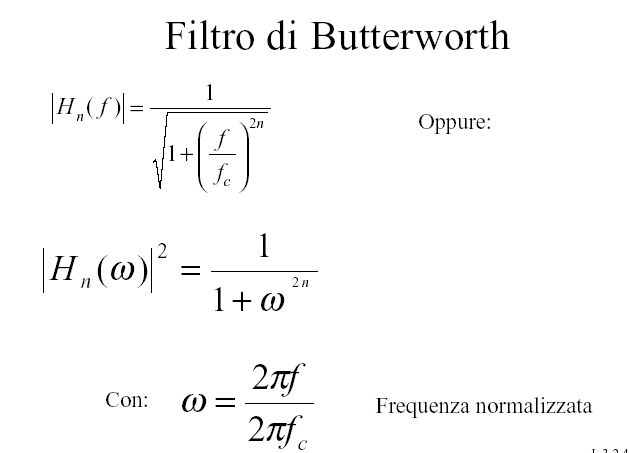 Filtro di Butterworth
|H_n(f)| = 1 / √(1 + (f / f_c)^{2n})
Oppure:
|H_n(ω)|^2 = 1 / (1 + ω^{2n})
Con: ω = 2πf / 2πf_c Frequenza normalizzata